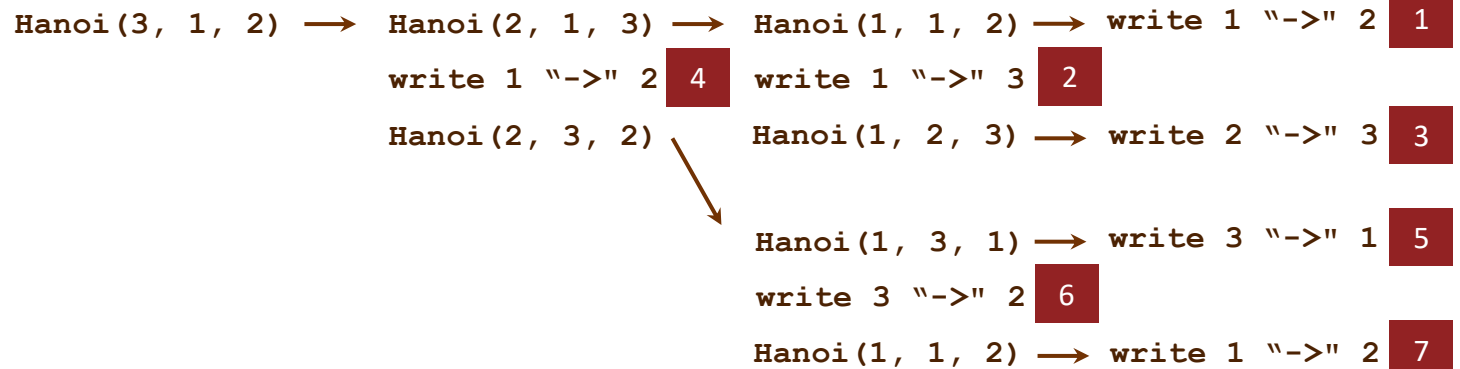 Hanoi(3, 1, 2) Hanoi(2, 1, 3) Hanoi(1, 1, 2) write 1 “->" 2 1
write 1 “->" 2 4 write 1 “->" 3 2
Hanoi(2, 3, 2) Hanoi(1, 2, 3) write 2 “->" 3 3
Hanoi(1, 3, 1) write 3 “->" 1 5
write 3 “->" 2 6
Hanoi(1, 1, 2) write 1 “->" 2 7